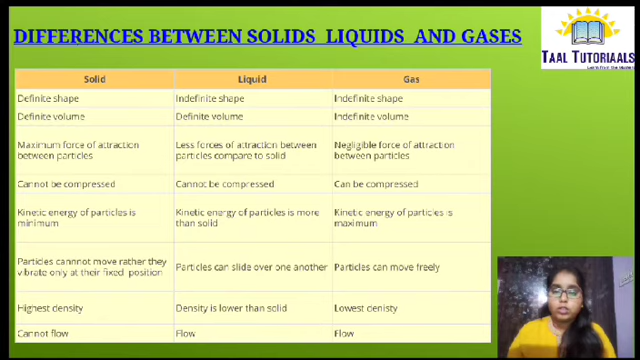 DIFFERENCES BETWEEN SOLIDS LIQUIDS AND GASES
TAAL TUTORIAALS
Learn from the Masters
Solid Liquid Gas
Definite shape Indefinite shape Indefinite shape
Definite volume Definite volume Indefinite volume
Maximum force of attraction Less forces of attraction between Negligible force of attraction
between particles particles compare to solid between particles
Cannot be compressed Cannot be compressed Can be compressed
Kinetic energy of particles is Kinetic energy of particles is more Kinetic energy of particles is
minimum than solid maximum
Particles cannnot move rather they
vibrate only at their fixed position Particles can slide over one another Particles can move freely
Highest density Density is lower than solid Lowest denisty
Cannot flow Flow Flow